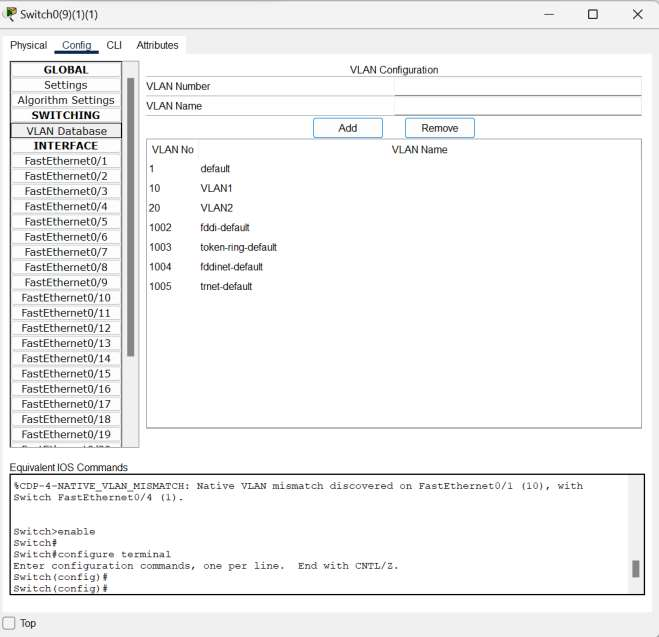 Switch0(9)(1)(1)
Physical Config CLI Attributes
GLOBAL
Settings
Algorithm Settings
SWITCHING
VLAN Database
INTERFACE
FastEthernet0/1
FastEthernet0/2
FastEthernet0/3
FastEthernet0/4
FastEthernet0/5
FastEthernet0/6
FastEthernet0/7
FastEthernet0/8
FastEthernet0/9
FastEthernet0/10
FastEthernet0/11
FastEthernet0/12
FastEthernet0/13
FastEthernet0/14
FastEthernet0/15
FastEthernet0/16
FastEthernet0/17
FastEthernet0/18
FastEthernet0/19
VLAN Configuration
VLAN Number
VLAN Name
Add Remove
VLAN No VLAN Name
1 default
10 VLAN1
20 VLAN2
1002 fddi-default
1003 token-ring-default
1004 fddinet-default
1005 trnet-default
Equivalent IOS Commands
%CDP-4-NATIVE_VLAN_MISMATCH: Native VLAN mismatch discovered on FastEthernet0/1 (10), with
Switch FastEthernet0/4 (1).
Switch>enable
Switch#
Switch#configure terminal
Enter configuration commands, one per line. End with CNTL/Z.
Switch(config)#
Switch(config)#
Top